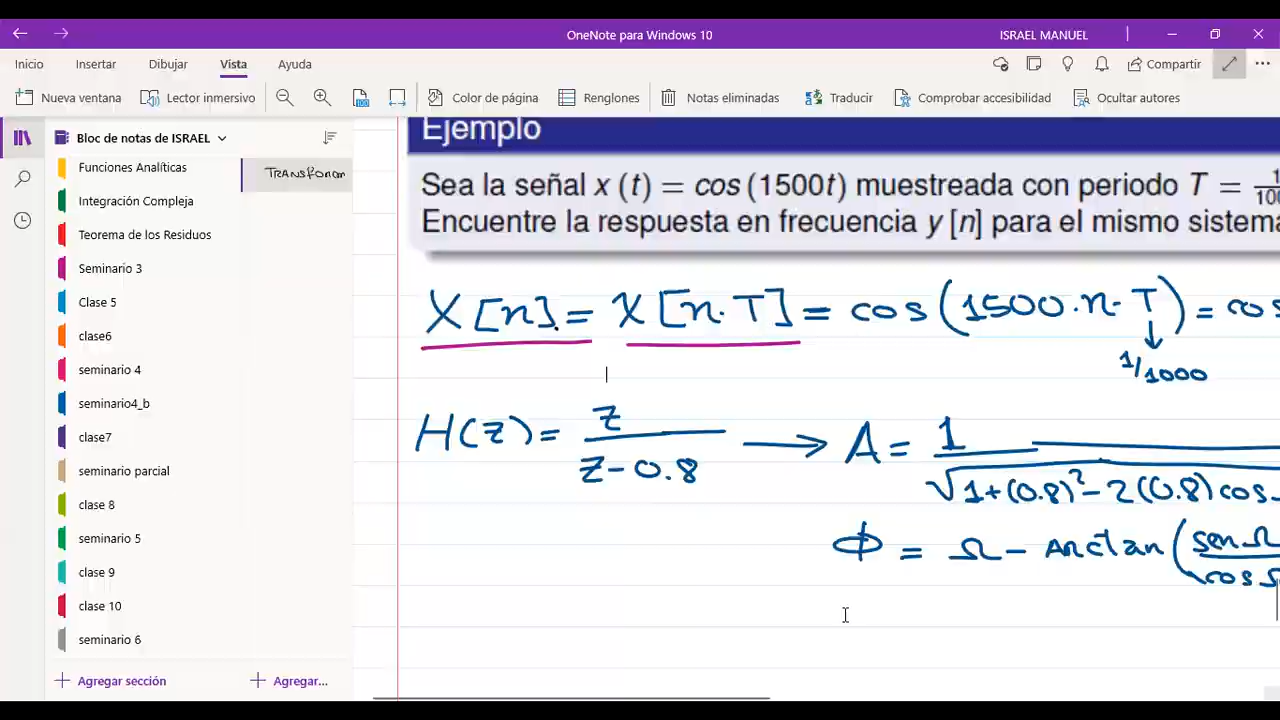 OneNote para Windows 10
ISRAEL MANUEL
Inicio Insertar Dibujar Vista Ayuda Compartir
Nueva ventana Lector inmersivo Color de página Renglones Notas eliminadas Traducir Comprobar accesibilidad Ocultar autores
Bloc de notas de ISRAEL
Funciones Analíticas
Integración Compleja
Teorema de los Residuos
Seminario 3
Clase 5
clase6
seminario 4
seminario4_b
clase7
seminario parcial
clase 8
seminario 5
clase 9
clase 10
seminario 6
Agregar sección
Agregar...
Ejemplo
Sea la señal x (t) = cos (1500t) muestreada con periodo T =
Encuentre la respuesta en frecuencia y [n] para el mismo sistema
X[n] = X[n·T] = cos(1500·n·T) = cos
1/1000
H(z) = z / z-0.8 → A = 1 / √1+(0.8)²-2(0.8)cos
Φ = Ω - Arctan (sen Ω / cos Ω